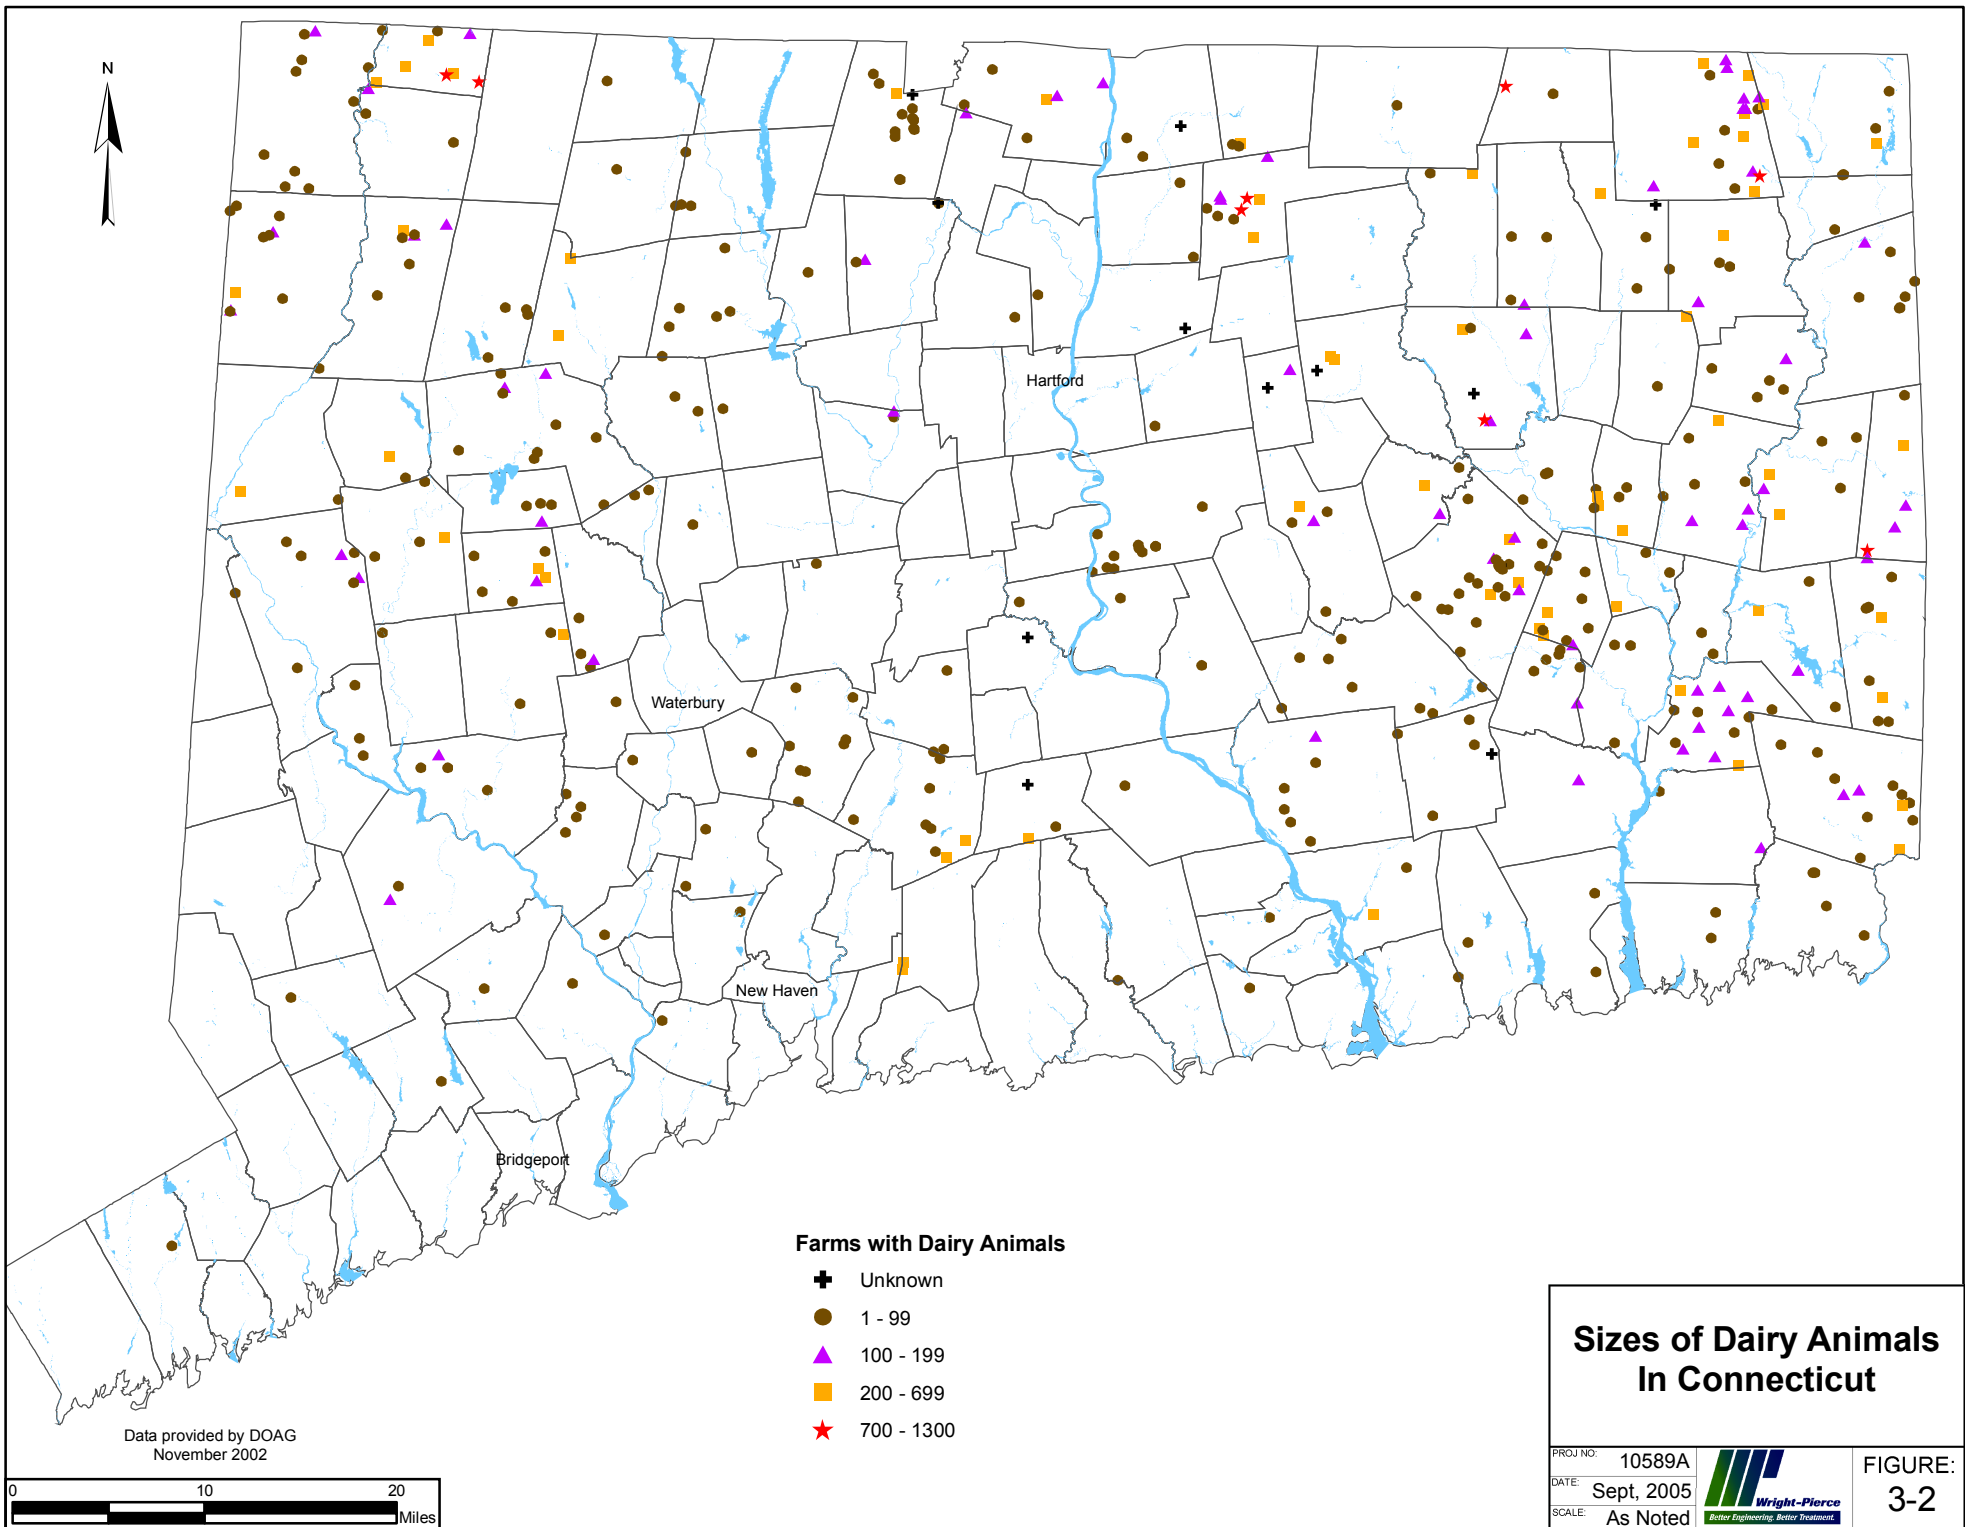 N
Hartford
Waterbury
New Haven
Bridgeport
Farms with Dairy Animals
Unknown
1 - 99
100 - 199
200 - 699
700 - 1300
Data provided by DOAG
November 2002
0 10 20
Miles
Sizes of Dairy Animals
In Connecticut
PROJ NO: 10589A
DATE: Sept, 2005
SCALE: As Noted
Wright-Pierce
Better Engineering. Better Treatment.
FIGURE:
3-2